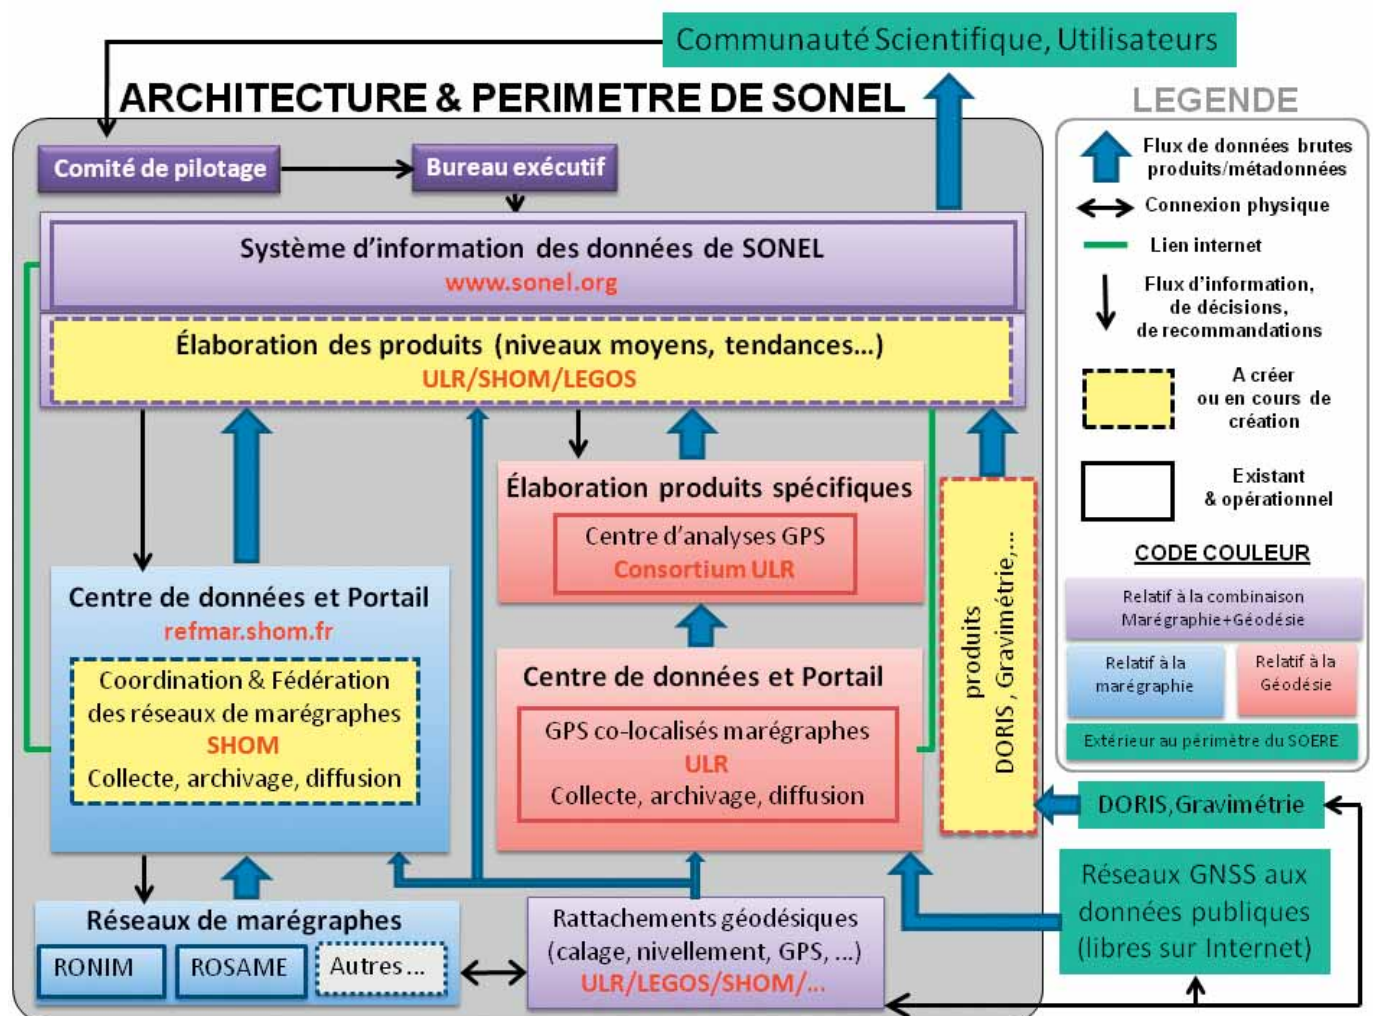 Communauté Scientifique, Utilisateurs
ARCHITECTURE & PERIMETRE DE SONEL
Comité de pilotage
Bureau exécutif
Système d’information des données de SONEL
www.sonel.org
Élaboration des produits (niveaux moyens, tendances…)
ULR/SHOM/LEGOS
Élaboration produits spécifiques
Centre d’analyses GPS
Consortium ULR
Centre de données et Portail
refmar.shom.fr
Coordination & Fédération
des réseaux de marégraphes
SHOM
Collecte, archivage, diffusion
Centre de données et Portail
GPS co-localisés marégraphes
ULR
Collecte, archivage, diffusion
produits
DORIS, Gravimétrie,...
Réseaux de marégraphes
RONIM
ROSAME
Autres ...
Rattachements géodésiques
(calage, nivellement, GPS, ...)
ULR/LEGOS/SHOM/...
LEGENDE
Flux de données brutes
produits/métadonnées
Connexion physique
Lien internet
Flux d’information,
de décisions,
de recommandations
A créer
ou en cours de
création
Existant
& opérationnel
CODE COULEUR
Relatif à la combinaison
Marégraphie+Géodésie
Relatif à la
marégraphie
Relatif à la
Géodésie
Extérieur au périmètre du SOERE
DORIS, Gravimétrie
Réseaux GNSS aux
données publiques
(libres sur Internet)